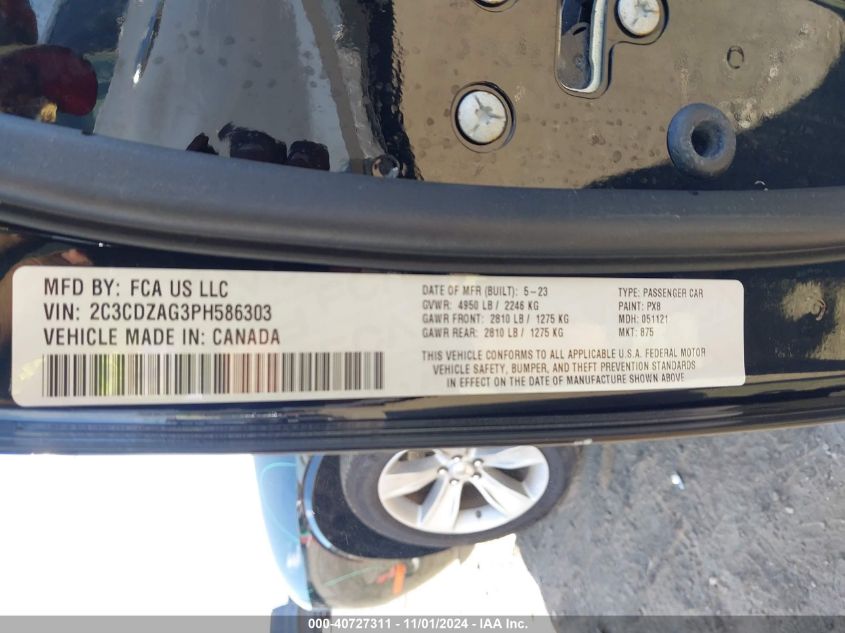 MFD BY: FCA US LLC
VIN: 2C3CDZAG3PH586303
VEHICLE MADE IN: CANADA
DATE OF MFR (BUILT): 5-23
GVWR: 4950 LB / 2246 KG
GAWR FRONT: 2810 LB / 1275 KG
GAWR REAR: 2810 LB / 1275 KG
TYPE: PASSENGER CAR
PAINT: PX8
MDH: 051121
MKT: 875
THIS VEHICLE CONFORMS TO ALL APPLICABLE U.S.A. FEDERAL MOTOR
VEHICLE SAFETY, BUMPER, AND THEFT PREVENTION STANDARDS
IN EFFECT ON THE DATE OF MANUFACTURE SHOWN ABOVE
000-40727311 - 11/01/2024 - IAA Inc.